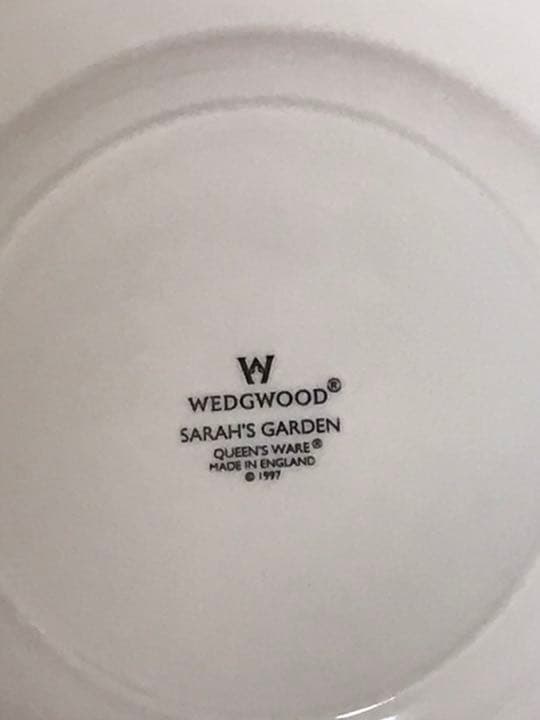 W
WEDGWOOD®
SARAH'S GARDEN
QUEEN'S WARE®
MADE IN ENGLAND
© 1997